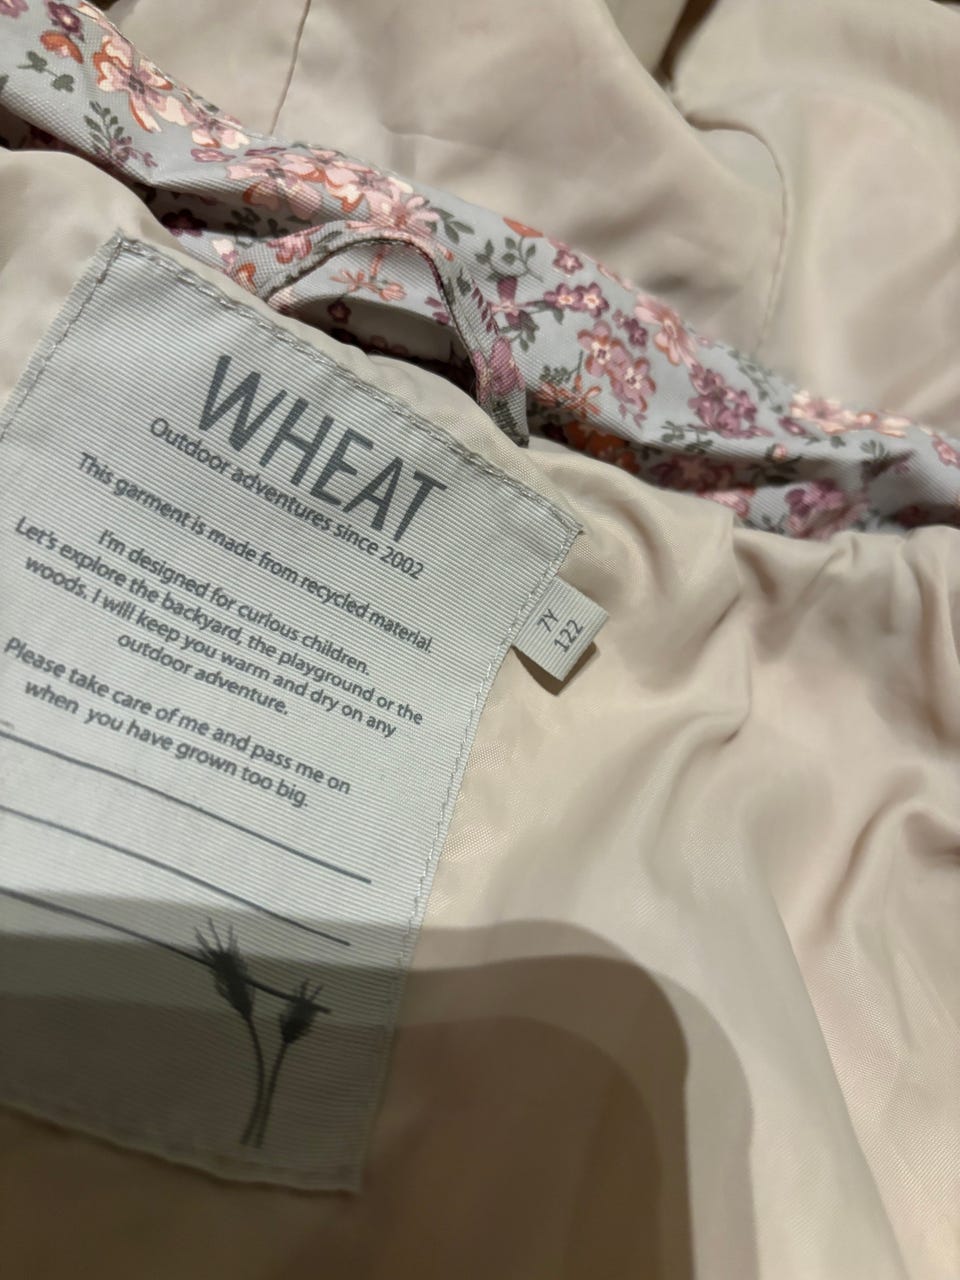 WHEAT
Outdoor adventures since 2002
This garment is made from recycled material.
I'm designed for curious children.
Let's explore the backyard, the playground or the
woods. I will keep you warm and dry on any
outdoor adventure.
Please take care of me and pass me on
when you have grown too big.
7Y
122